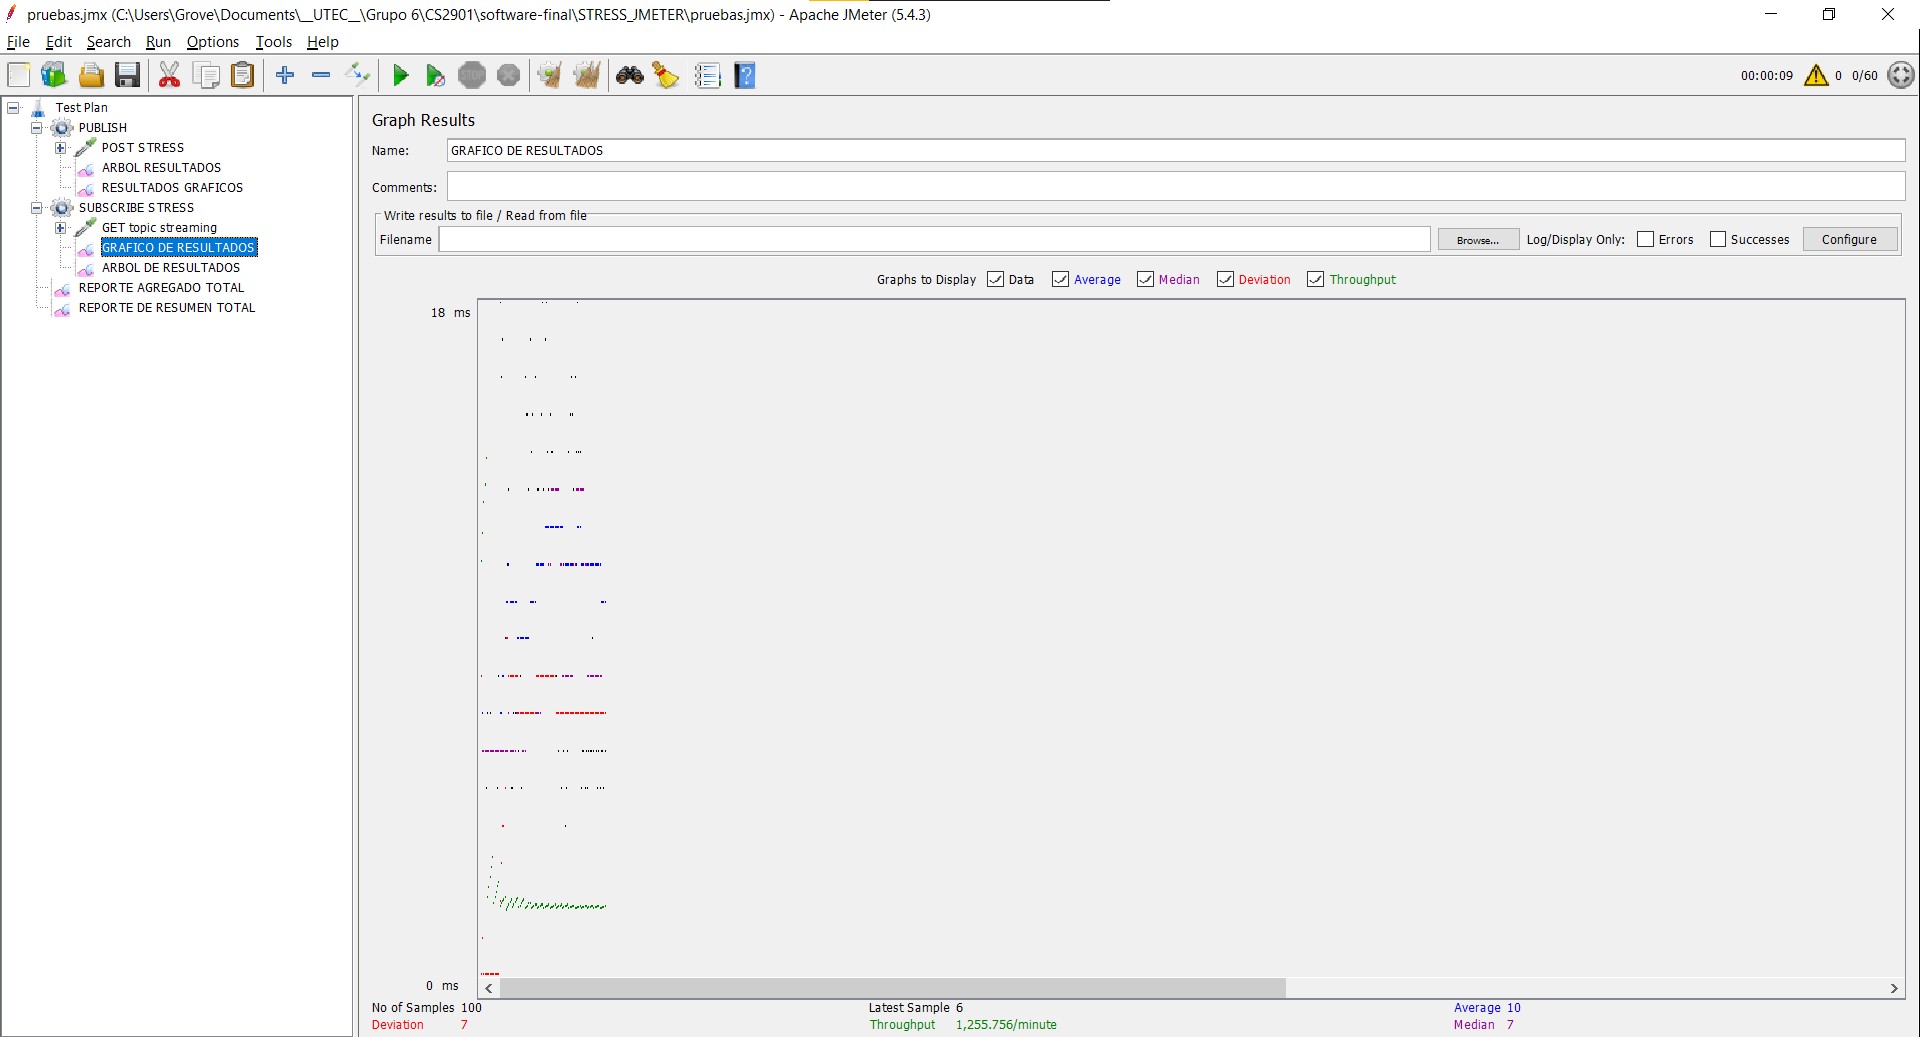 pruebas.jmx (C:\Users\Grove\Documents\__UTEC__\Grupo 6\CS2901\software-final\STRESS_JMETER\pruebas.jmx) - Apache JMeter (5.4.3)
File Edit Search Run Options Tools Help
STOP 00:00:09 0 0/60
Test Plan
PUBLISH
POST STRESS
ARBOL RESULTADOS
RESULTADOS GRAFICOS
SUBSCRIBE STRESS
GET topic streaming
GRAFICO DE RESULTADOS
ARBOL DE RESULTADOS
REPORTE AGREGADO TOTAL
REPORTE DE RESUMEN TOTAL
Graph Results
Name: GRAFICO DE RESULTADOS
Comments:
Write results to file / Read from file
Filename Browse... Log/Display Only: Errors Successes Configure
Graphs to Display Data Average Median Deviation Throughput
18 ms
0 ms
No of Samples 100 Latest Sample 6 Average 10
Deviation 7 Throughput 1,255.756/minute Median 7